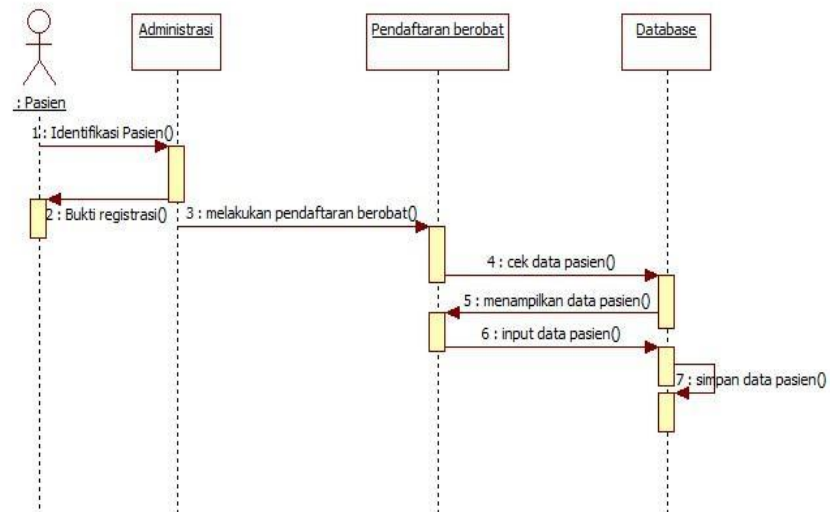 Administrasi
Pendaftaran berobat
Database
: Pasien
1 : Identifikasi Pasien()
2 : Bukti registrasi()
3 : melakukan pendaftaran berobat()
4 : cek data pasien()
5 : menampilkan data pasien()
6 : input data pasien()
7 : simpan data pasien()